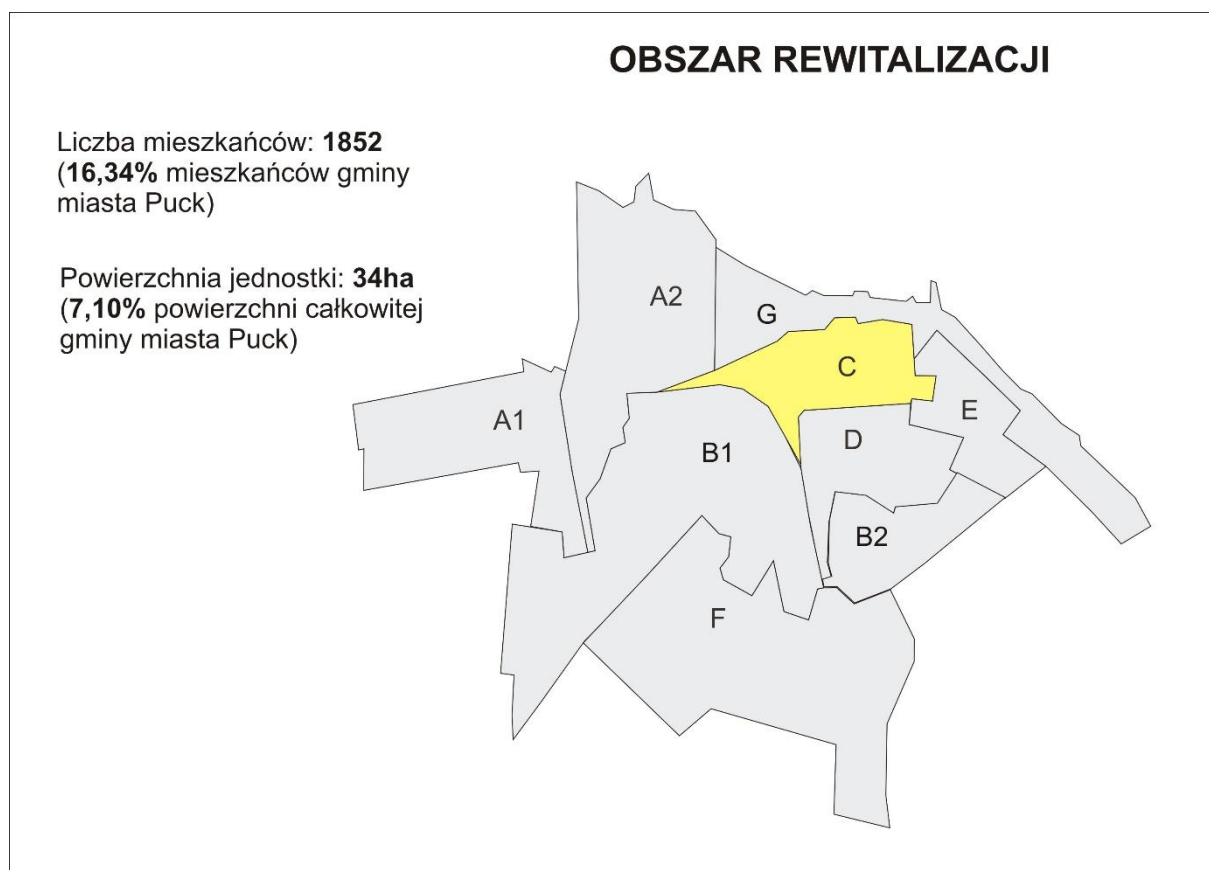 OBSZAR REWITALIZACJI
Liczba mieszkańców: 1852
(16,34% mieszkańców gminy
miasta Puck)
Powierzchnia jednostki: 34ha
(7,10% powierzchni całkowitej
gminy miasta Puck)
A2
G
C
A1
E
D
B1
B2
F